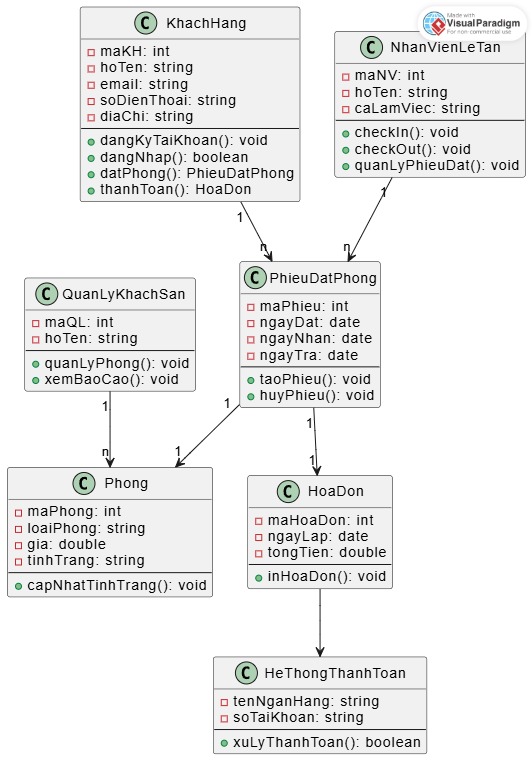 Made with
VisualParadigm
For non-commercial use
C KhachHang
maKH: int
hoTen: string
email: string
soDienThoai: string
diaChi: string
dangKyTaiKhoan(): void
dangNhap(): boolean
datPhong(): PhieuDatPhong
thanhToan(): HoaDon
C NhanVienLeTan
maNV: int
hoTen: string
caLamViec: string
checkIn(): void
checkOut(): void
quanLyPhieuDat(): void
1
n
1
n
C PhieuDatPhong
maPhieu: int
ngayDat: date
ngayNhan: date
ngayTra: date
taoPhieu(): void
huyPhieu(): void
C QuanLyKhachSan
maQL: int
hoTen: string
quanLyPhong(): void
xemBaoCao(): void
1
n
1
1
1
1
C Phong
maPhong: int
loaiPhong: string
gia: double
tinhTrang: string
capNhatTinhTrang(): void
C HoaDon
maHoaDon: int
ngayLap: date
tongTien: double
inHoaDon(): void
C HeThongThanhToan
tenNganHang: string
soTaiKhoan: string
xuLyThanhToan(): boolean